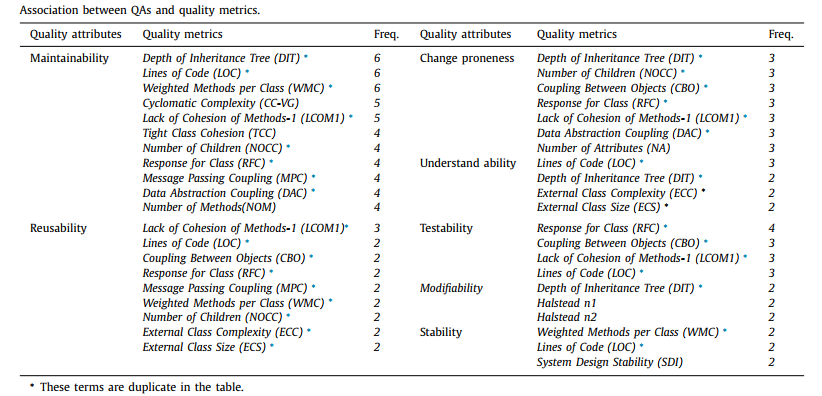 Association between QAs and quality metrics.
Quality attributes Quality metrics Freq. Quality attributes Quality metrics Freq.
Maintainability Depth of Inheritance Tree (DIT) * 6 Change proneness Depth of Inheritance Tree (DIT) * 3
Lines of Code (LOC) * 6 Number of Children (NOCC) * 3
Weighted Methods per Class (WMC) * 6 Coupling Between Objects (CBO) * 3
Cyclomatic Complexity (CC-VG) 5 Response for Class (RFC) * 3
Lack of Cohesion of Methods-1 (LCOM1) * 5 Lack of Cohesion of Methods-1 (LCOM1) * 3
Tight Class Cohesion (TCC) 4 Data Abstraction Coupling (DAC) * 3
Number of Children (NOCC) * 4 Number of Attributes (NA) 3
Response for Class (RFC) * 4 Understand ability Lines of Code (LOC) * 3
Message Passing Coupling (MPC) * 4 Depth of Inheritance Tree (DIT) * 2
Data Abstraction Coupling (DAC) * 4 External Class Complexity (ECC) * 2
Number of Methods(NOM) 4 External Class Size (ECS) * 2
Reusability Lack of Cohesion of Methods-1 (LCOM1)* 3 Testability Response for Class (RFC) * 4
Lines of Code (LOC) * 2 Coupling Between Objects (CBO) * 3
Coupling Between Objects (CBO) * 2 Lack of Cohesion of Methods-1 (LCOM1) * 3
Response for Class (RFC) * 2 Lines of Code (LOC) * 3
Message Passing Coupling (MPC) * 2 Modifiability Depth of Inheritance Tree (DIT) * 2
Weighted Methods per Class (WMC) * 2 Halstead n1 2
Number of Children (NOCC) * 2 Halstead n2 2
External Class Complexity (ECC) * 2 Stability Weighted Methods per Class (WMC) * 2
External Class Size (ECS) * 2 Lines of Code (LOC) * 2
System Design Stability (SDI) 2
* These terms are duplicate in the table.